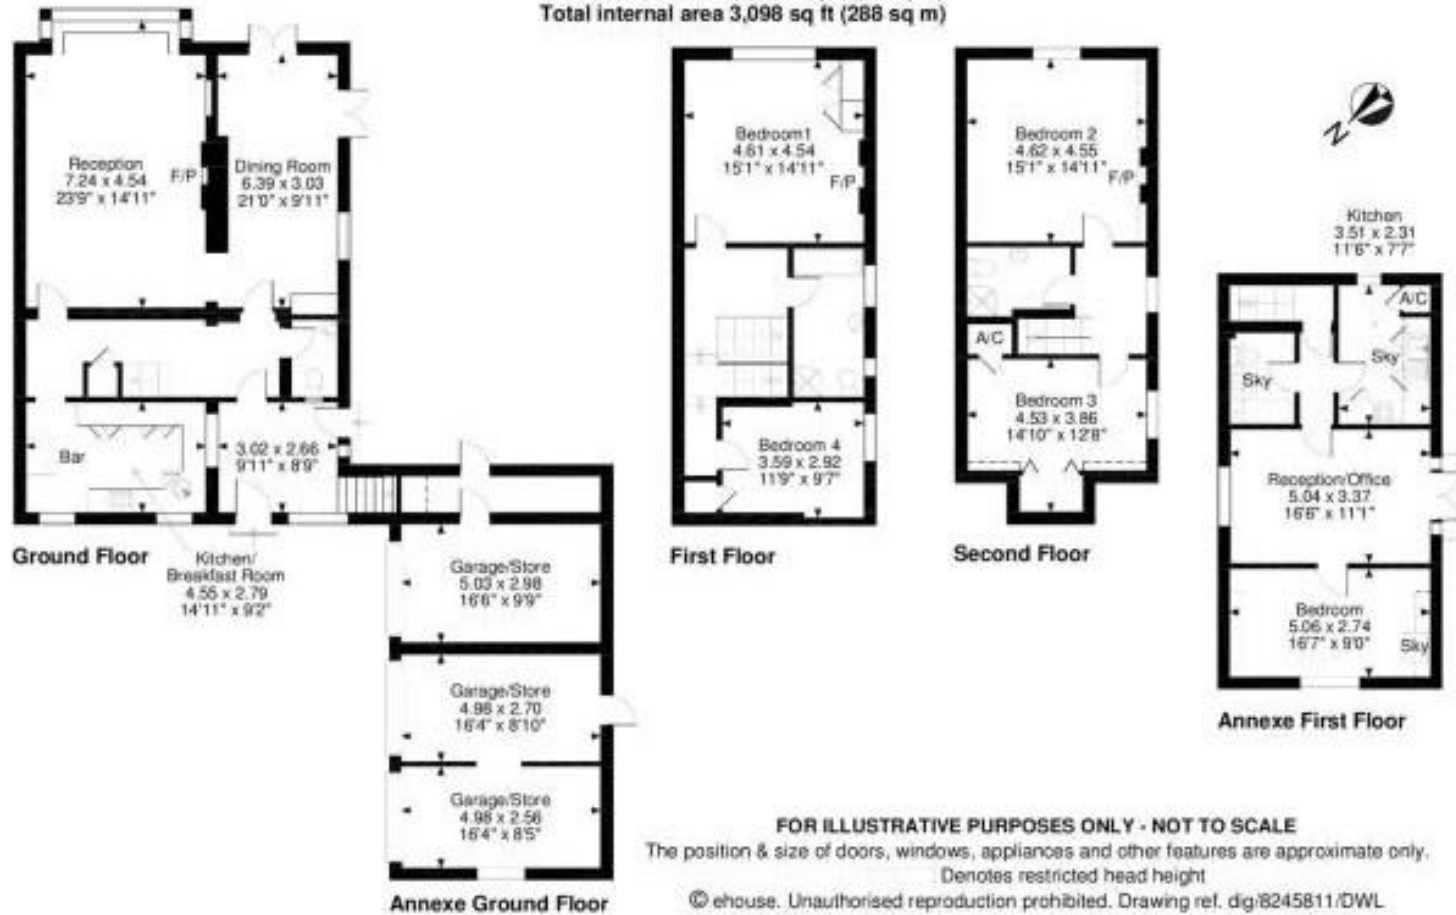 Total internal area 3,098 sq ft (288 sq m)
Reception
7.24 x 4.54
23'9" x 14'11"
F/P
Dining Room
6.39 x 3.03
21'0" x 9'11"
Bar
3.02 x 2.66
9'11" x 8'9"
Ground Floor
Kitchen/
Breakfast Room
4.55 x 2.79
14'11" x 9'2"
Garage/Store
5.03 x 2.98
16'6" x 9'9"
Garage/Store
4.98 x 2.70
16'4" x 8'10"
Garage/Store
4.98 x 2.56
16'4" x 8'5"
Annexe Ground Floor
Bedroom1
4.61 x 4.54
15'1" x 14'11"
F/P
Bedroom 4
3.59 x 2.92
11'9" x 9'7"
First Floor
Bedroom 2
4.62 x 4.55
15'1" x 14'11"
F/P
A/C
Bedroom 3
4.53 x 3.86
14'10" x 12'8"
Second Floor
N
Kitchen
3.51 x 2.31
11'6" x 7'7"
A/C
Sky
Sky
Reception/Office
5.04 x 3.37
16'6" x 11'1"
Bedroom
5.06 x 2.74
16'7" x 9'0"
Sky
Annexe First Floor
FOR ILLUSTRATIVE PURPOSES ONLY - NOT TO SCALE
The position & size of doors, windows, appliances and other features are approximate only.
Denotes restricted head height
© ehouse. Unauthorised reproduction prohibited. Drawing ref. dig/8245811/DWL